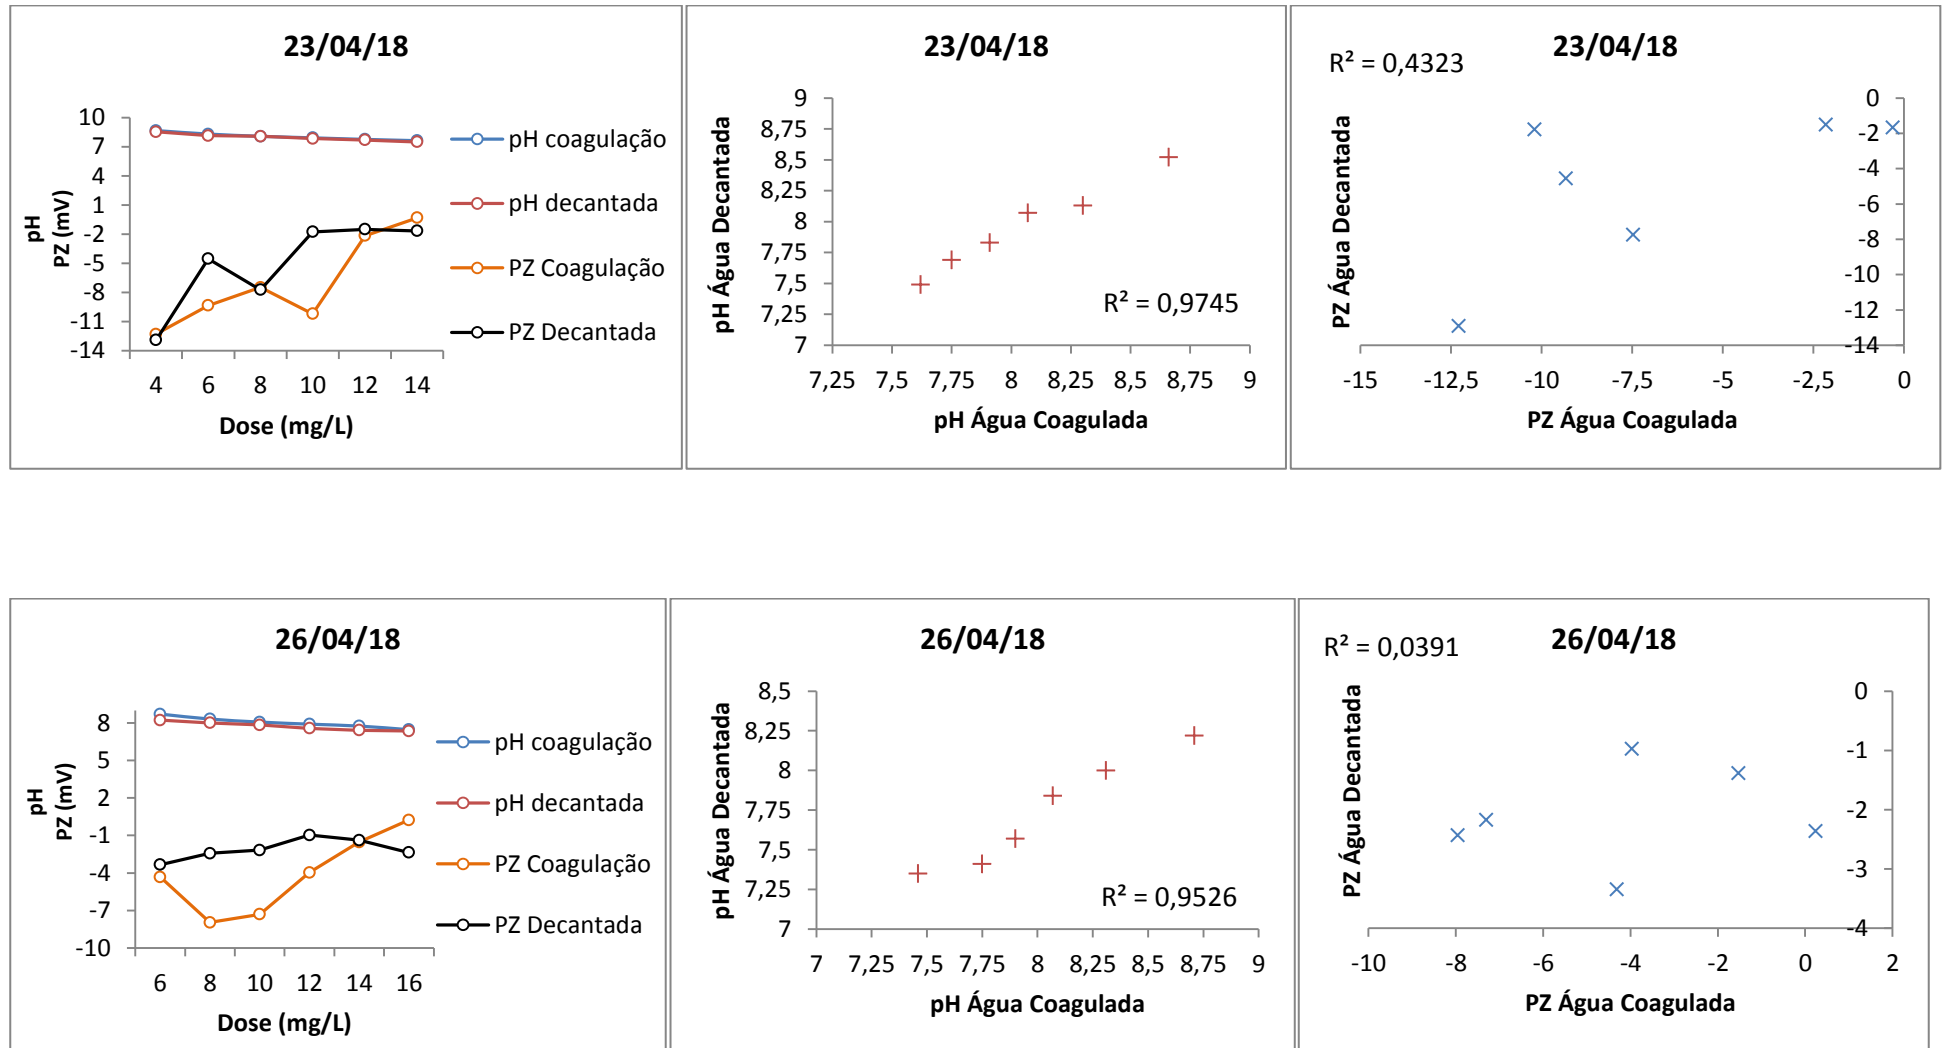 23/04/18
pH
PZ (mV)
10
7
4
1
-2
-5
-8
-11
-14
4 6 8 10 12 14
Dose (mg/L)
pH coagulação
pH decantada
PZ Coagulação
PZ Decantada
23/04/18
pH Água Decantada
9
8,75
8,5
8,25
8
7,75
7,5
7,25
7
R² = 0,9745
7,25 7,5 7,75 8 8,25 8,5 8,75 9
pH Água Coagulada
23/04/18
R² = 0,4323
PZ Água Decantada
0
-2
-4
-6
-8
-10
-12
-14
-15 -12,5 -10 -7,5 -5 -2,5 0
PZ Água Coagulada
26/04/18
pH
PZ (mV)
8
5
2
-1
-4
-7
-10
6 8 10 12 14 16
Dose (mg/L)
pH coagulação
pH decantada
PZ Coagulação
PZ Decantada
26/04/18
pH Água Decantada
8,5
8,25
8
7,75
7,5
7,25
7
R² = 0,9526
7 7,25 7,5 7,75 8 8,25 8,5 8,75 9
pH Água Coagulada
26/04/18
R² = 0,0391
PZ Água Decantada
0
-1
-2
-3
-4
-10 -8 -6 -4 -2 0 2
PZ Água Coagulada